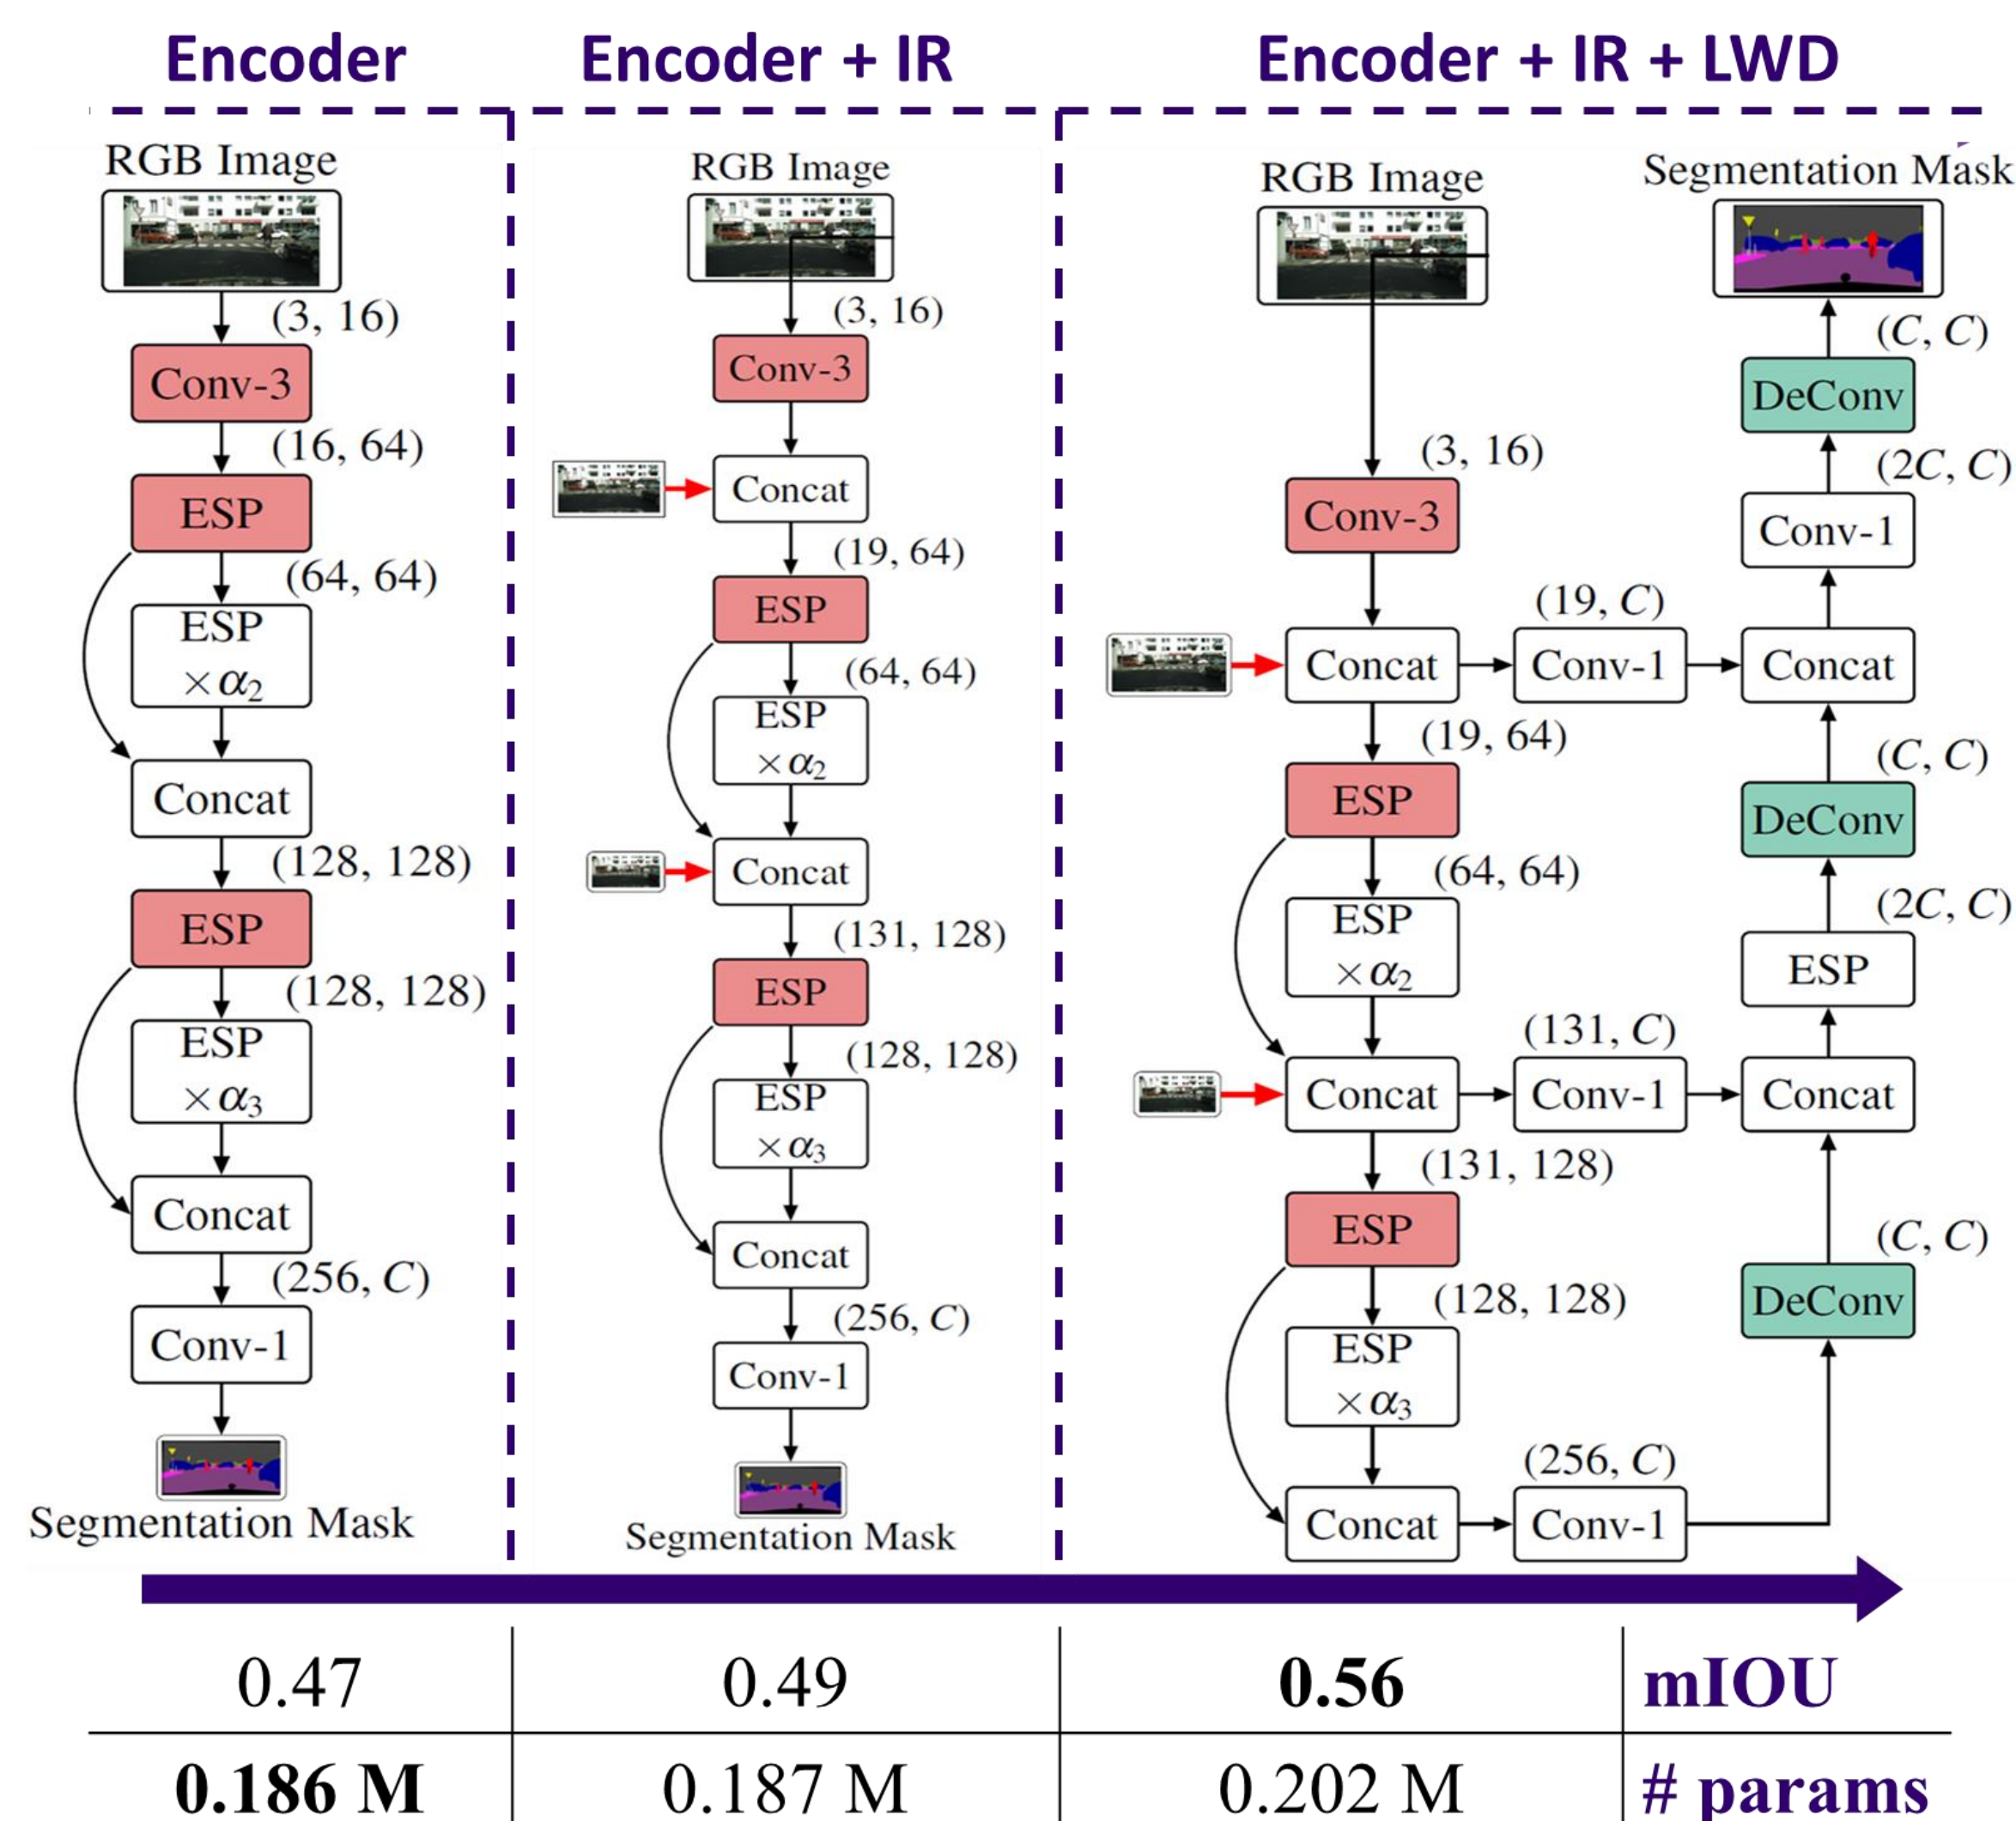 Encoder
Encoder + IR
Encoder + IR + LWD
RGB Image
(3, 16)
Conv-3
(16, 64)
ESP
(64, 64)
ESP
×α₂
Concat
(128, 128)
ESP
(128, 128)
ESP
×α₃
Concat
(256, C)
Conv-1
Segmentation Mask
RGB Image
(3, 16)
Conv-3
Concat
(19, 64)
ESP
(64, 64)
ESP
×α₂
Concat
(131, 128)
ESP
(128, 128)
ESP
×α₃
Concat
(256, C)
Conv-1
Segmentation Mask
RGB Image
(3, 16)
Conv-3
Concat
(19, C)
Conv-1
(19, 64)
ESP
(64, 64)
ESP
×α₂
Concat
(131, C)
Conv-1
(131, 128)
ESP
(128, 128)
ESP
×α₃
Concat
(256, C)
Conv-1
Segmentation Mask
(C, C)
DeConv
(2C, C)
Conv-1
Concat
(C, C)
DeConv
(2C, C)
ESP
Concat
(C, C)
DeConv
0.47 0.49 0.56 mIOU
0.186 M 0.187 M 0.202 M # params